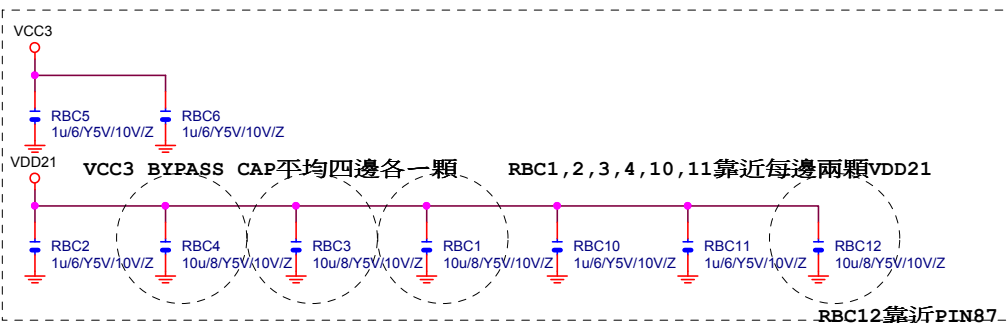 VCC3
RBC5
1u/6/Y5V/10V/Z
RBC6
1u/6/Y5V/10V/Z
VDD21
VCC3 BYPASS CAP平均四邊各一顆
RBC1,2,3,4,10,11靠近每邊兩顆VDD21
RBC2
1u/6/Y5V/10V/Z
RBC4
10u/8/Y5V/10V/Z
RBC3
10u/8/Y5V/10V/Z
RBC1
10u/8/Y5V/10V/Z
RBC10
1u/6/Y5V/10V/Z
RBC11
1u/6/Y5V/10V/Z
RBC12
10u/8/Y5V/10V/Z
RBC12靠近PIN87